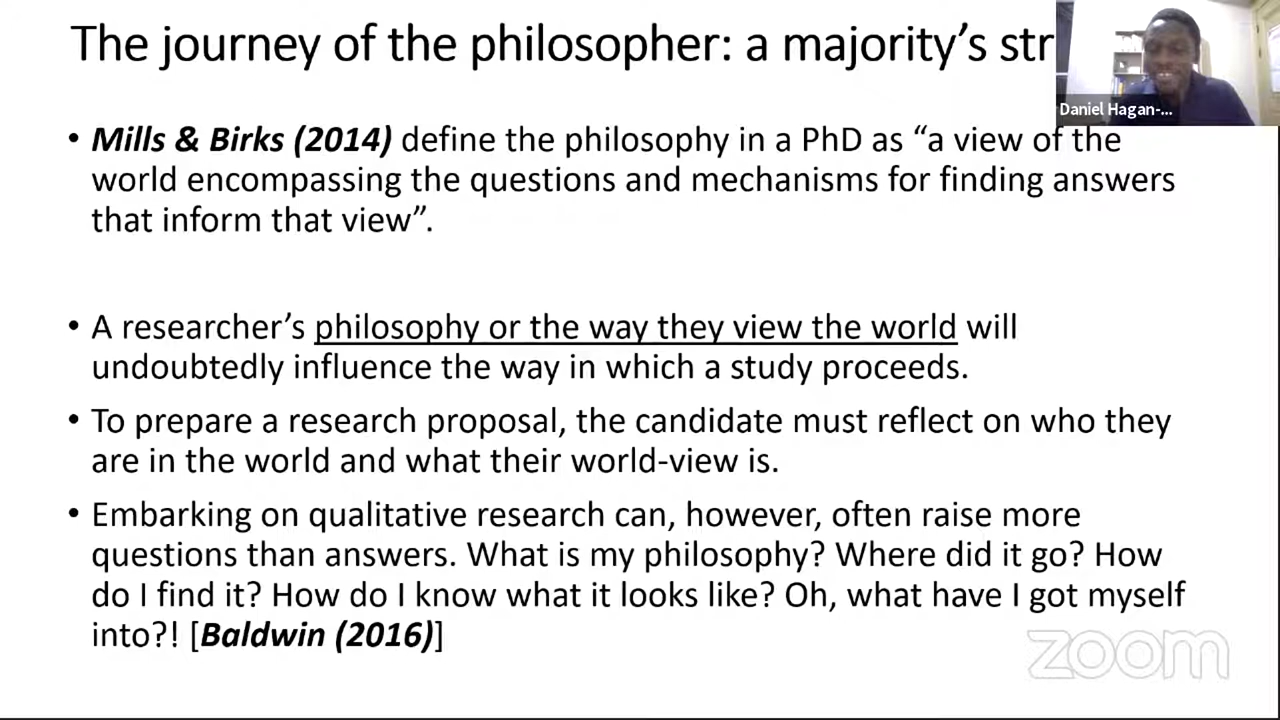 The journey of the philosopher: a majority’s str
Daniel Hagan-...
• Mills & Birks (2014) define the philosophy in a PhD as “a view of the
world encompassing the questions and mechanisms for finding answers
that inform that view”.
• A researcher’s philosophy or the way they view the world will
undoubtedly influence the way in which a study proceeds.
• To prepare a research proposal, the candidate must reflect on who they
are in the world and what their world-view is.
• Embarking on qualitative research can, however, often raise more
questions than answers. What is my philosophy? Where did it go? How
do I find it? How do I know what it looks like? Oh, what have I got myself
into?! [Baldwin (2016)]
zoom